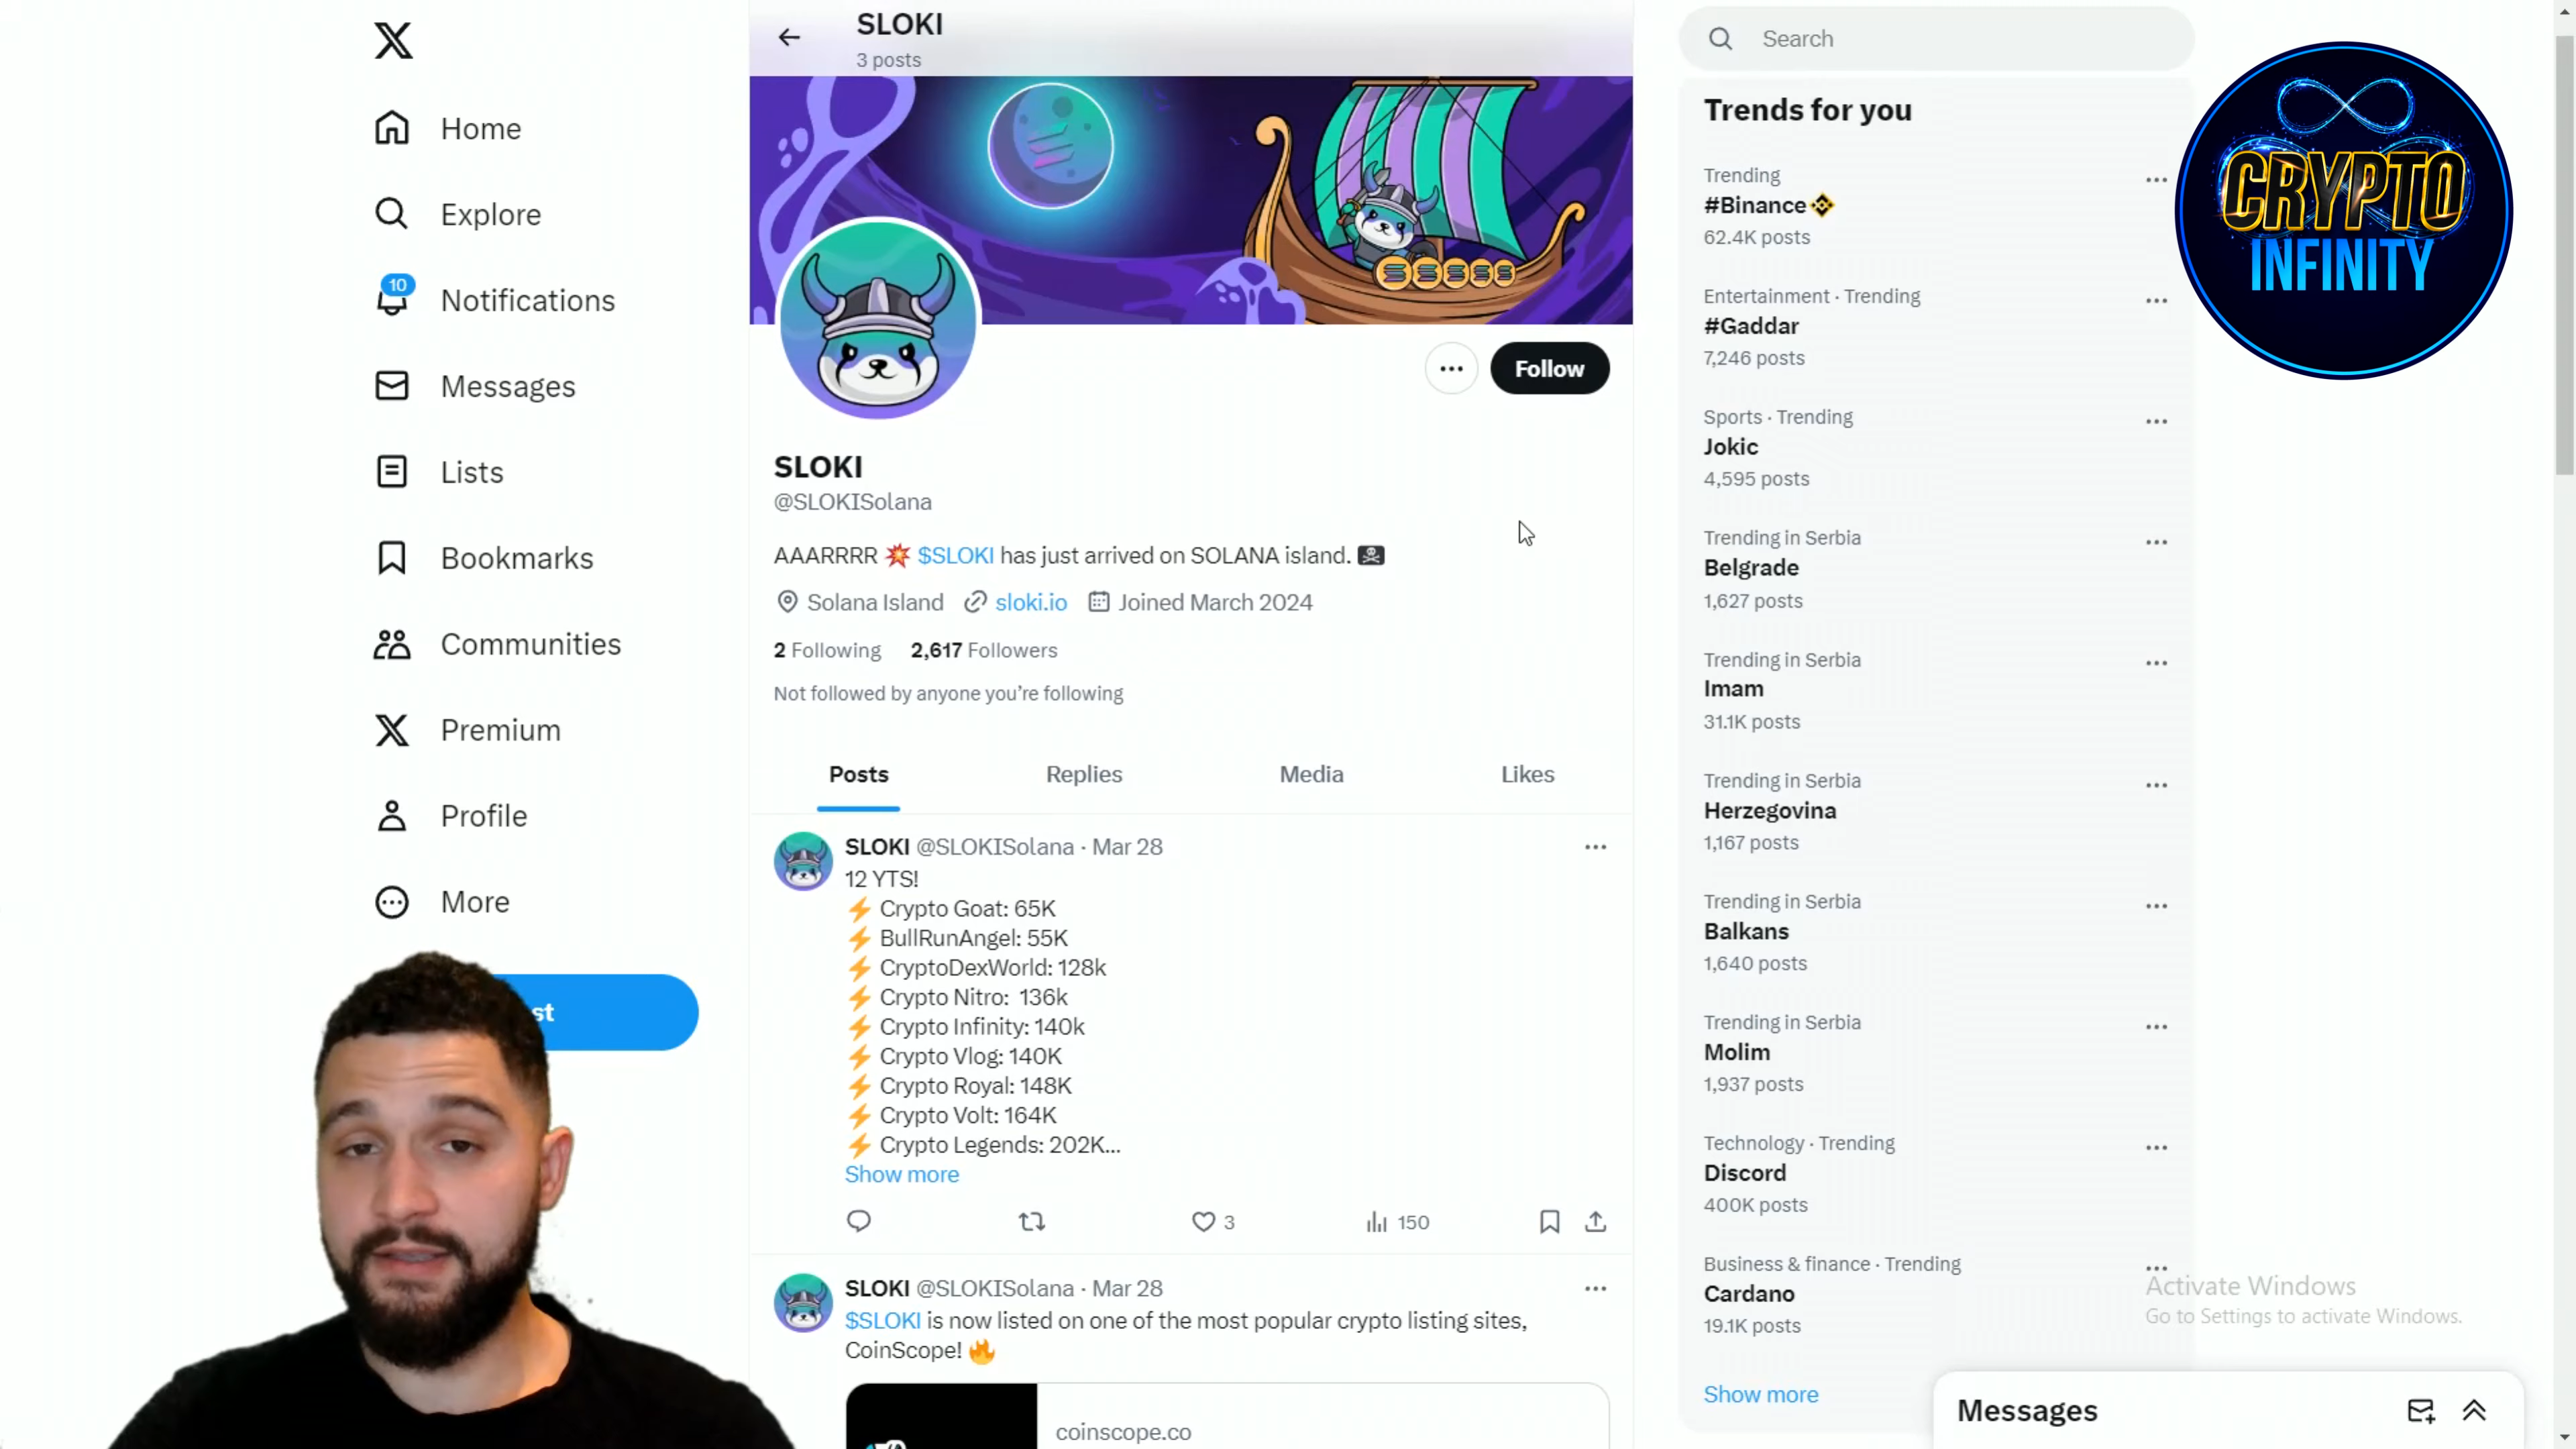 SLOKI
3 posts
Home
Explore
10
Notifications
Messages
Lists
Bookmarks
Communities
Premium
Profile
More
st
Follow
SLOKI
@SLOKISolana
AAARRRR 💥 $SLOKI has just arrived on SOLANA island. 🏴‍☠️
Solana Island sloki.io Joined March 2024
2 Following 2,617 Followers
Not followed by anyone you’re following
Posts Replies Media Likes
SLOKI @SLOKISolana · Mar 28
12 YTS!
⚡ Crypto Goat: 65K
⚡ BullRunAngel: 55K
⚡ CryptoDexWorld: 128k
⚡ Crypto Nitro: 136k
⚡ Crypto Infinity: 140k
⚡ Crypto Vlog: 140K
⚡ Crypto Royal: 148K
⚡ Crypto Volt: 164K
⚡ Crypto Legends: 202K...
Show more
3 150
SLOKI @SLOKISolana · Mar 28
$SLOKI is now listed on one of the most popular crypto listing sites,
CoinScope! 🔥
coinscope.co
Search
Trends for you
Trending
#Binance
62.4K posts
Entertainment · Trending
#Gaddar
7,246 posts
Sports · Trending
Jokic
4,595 posts
Trending in Serbia
Belgrade
1,627 posts
Trending in Serbia
Imam
31.1K posts
Trending in Serbia
Herzegovina
1,167 posts
Trending in Serbia
Balkans
1,640 posts
Trending in Serbia
Molim
1,937 posts
Technology · Trending
Discord
400K posts
Business & finance · Trending
Cardano
19.1K posts
Show more
CRYPTO
INFINITY
Activate Windows
Go to Settings to activate Windows.
Messages